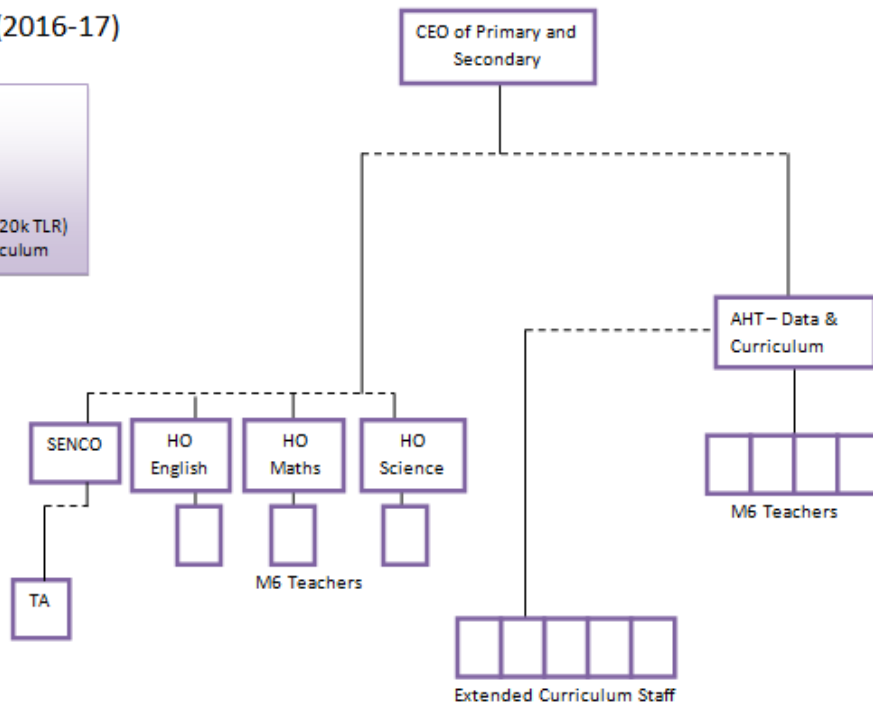 (2016-17)
CEO of Primary and
Secondary
20k TLR)
culum
AHT – Data &
Curriculum
SENCO
HO
English
HO
Maths
HO
Science
M6 Teachers
M6 Teachers
TA
Extended Curriculum Staff